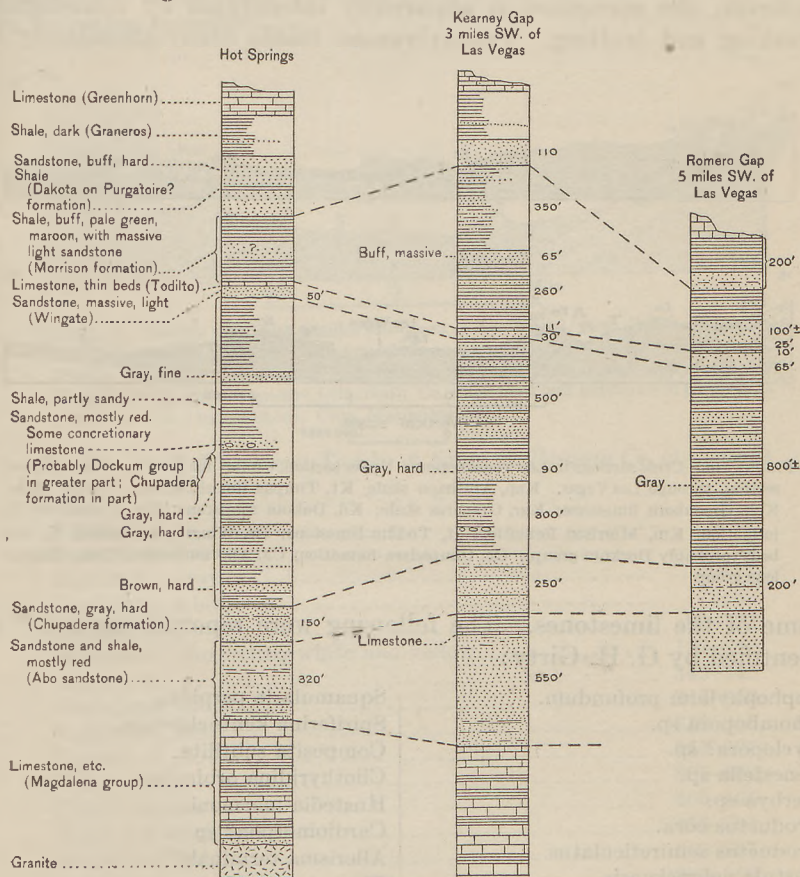 Hot Springs
Limestone (Greenhorn)
Shale, dark (Graneros)
Sandstone, buff, hard
Shale
(Dakota on Purgatoire?
formation)
Shale, buff, pale green,
maroon, with massive
light sandstone
(Morrison formation)
?
Limestone, thin beds (Todilto)
Sandstone, massive, light
(Wingate)
50'
Gray, fine
Shale, partly sandy
Sandstone, mostly red.
Some concretionary
limestone
(Probably Dockum group
in greater part; Chupadera
formation in part)
Gray, hard
Gray, hard
Brown, hard
Sandstone, gray, hard
(Chupadera formation)
150'
Sandstone and shale,
mostly red
(Abo sandstone)
320'
Limestone, etc.
(Magdalena group)
Granite
Kearney Gap
3 miles SW. of
Las Vegas
110
350'
Buff, massive
65'
260'
11'
30'
500'
Gray, hard
90'
300'
250'
Limestone
550'
Romero Gap
5 miles SW. of
Las Vegas
200'
100'±
25'
10'
65'
800'±
Gray
200'